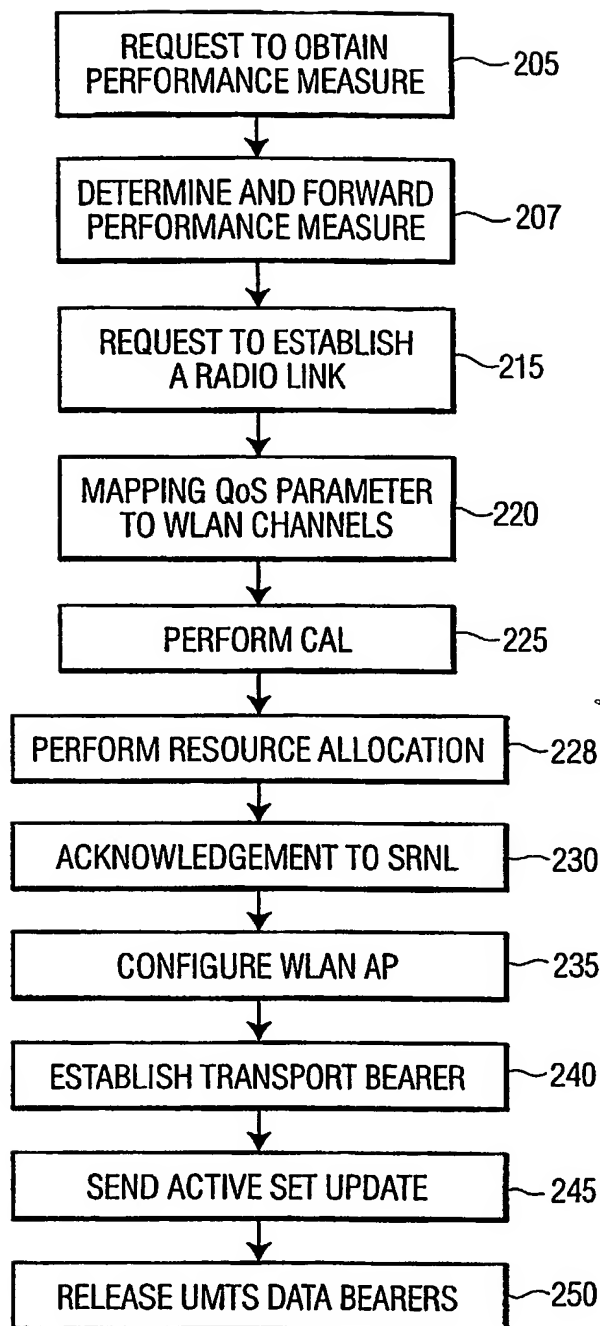 REQUEST TO OBTAIN
PERFORMANCE MEASURE
205
DETERMINE AND FORWARD
PERFORMANCE MEASURE
207
REQUEST TO ESTABLISH
A RADIO LINK
215
MAPPING QoS PARAMETER
TO WLAN CHANNELS
220
PERFORM CAL
225
PERFORM RESOURCE ALLOCATION
228
ACKNOWLEDGEMENT TO SRNL
230
CONFIGURE WLAN AP
235
ESTABLISH TRANSPORT BEARER
240
SEND ACTIVE SET UPDATE
245
RELEASE UMTS DATA BEARERS
250